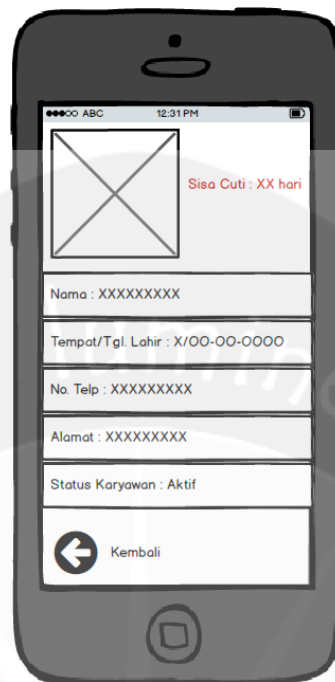 ABC 12:31 PM
Sisa Cuti : XX hari
Nama : XXXXXXXXX
Tempat/Tgl. Lahir : X/OO-OO-OOOO
No. Telp : XXXXXXXXX
Alamat : XXXXXXXXX
Status Karyawan : Aktif
Kembali